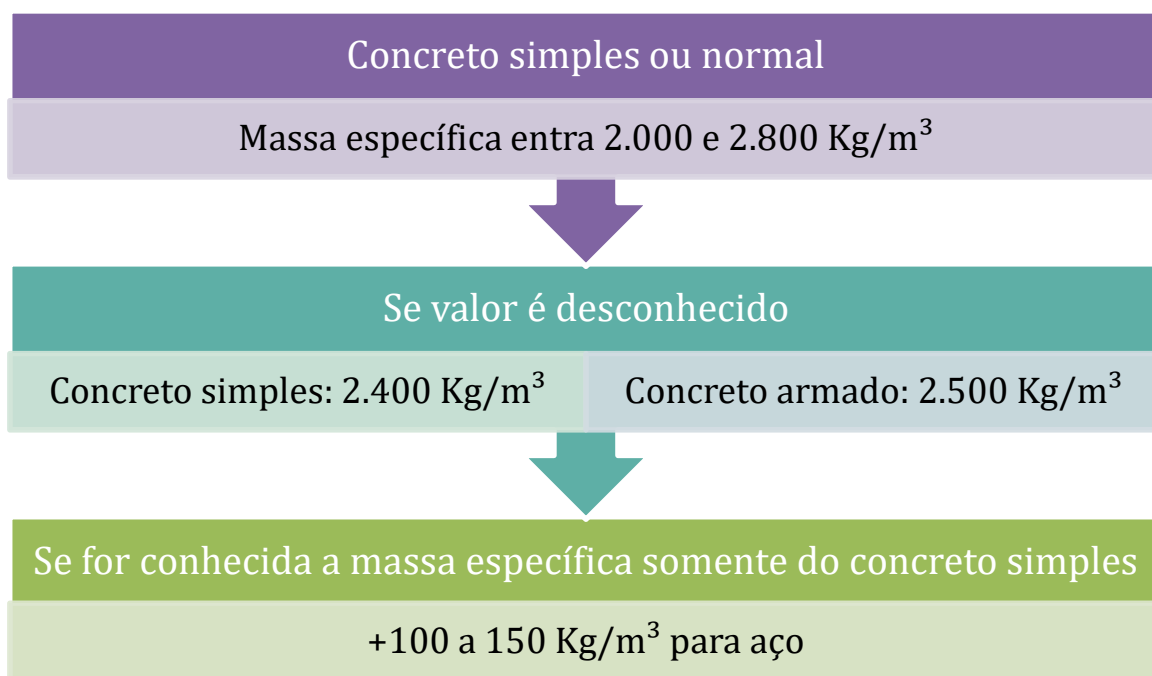 Concreto simples ou normal
Massa específica entra 2.000 e 2.800 Kg/m³
Se valor é desconhecido
Concreto simples: 2.400 Kg/m³
Concreto armado: 2.500 Kg/m³
Se for conhecida a massa específica somente do concreto simples
+100 a 150 Kg/m³ para aço